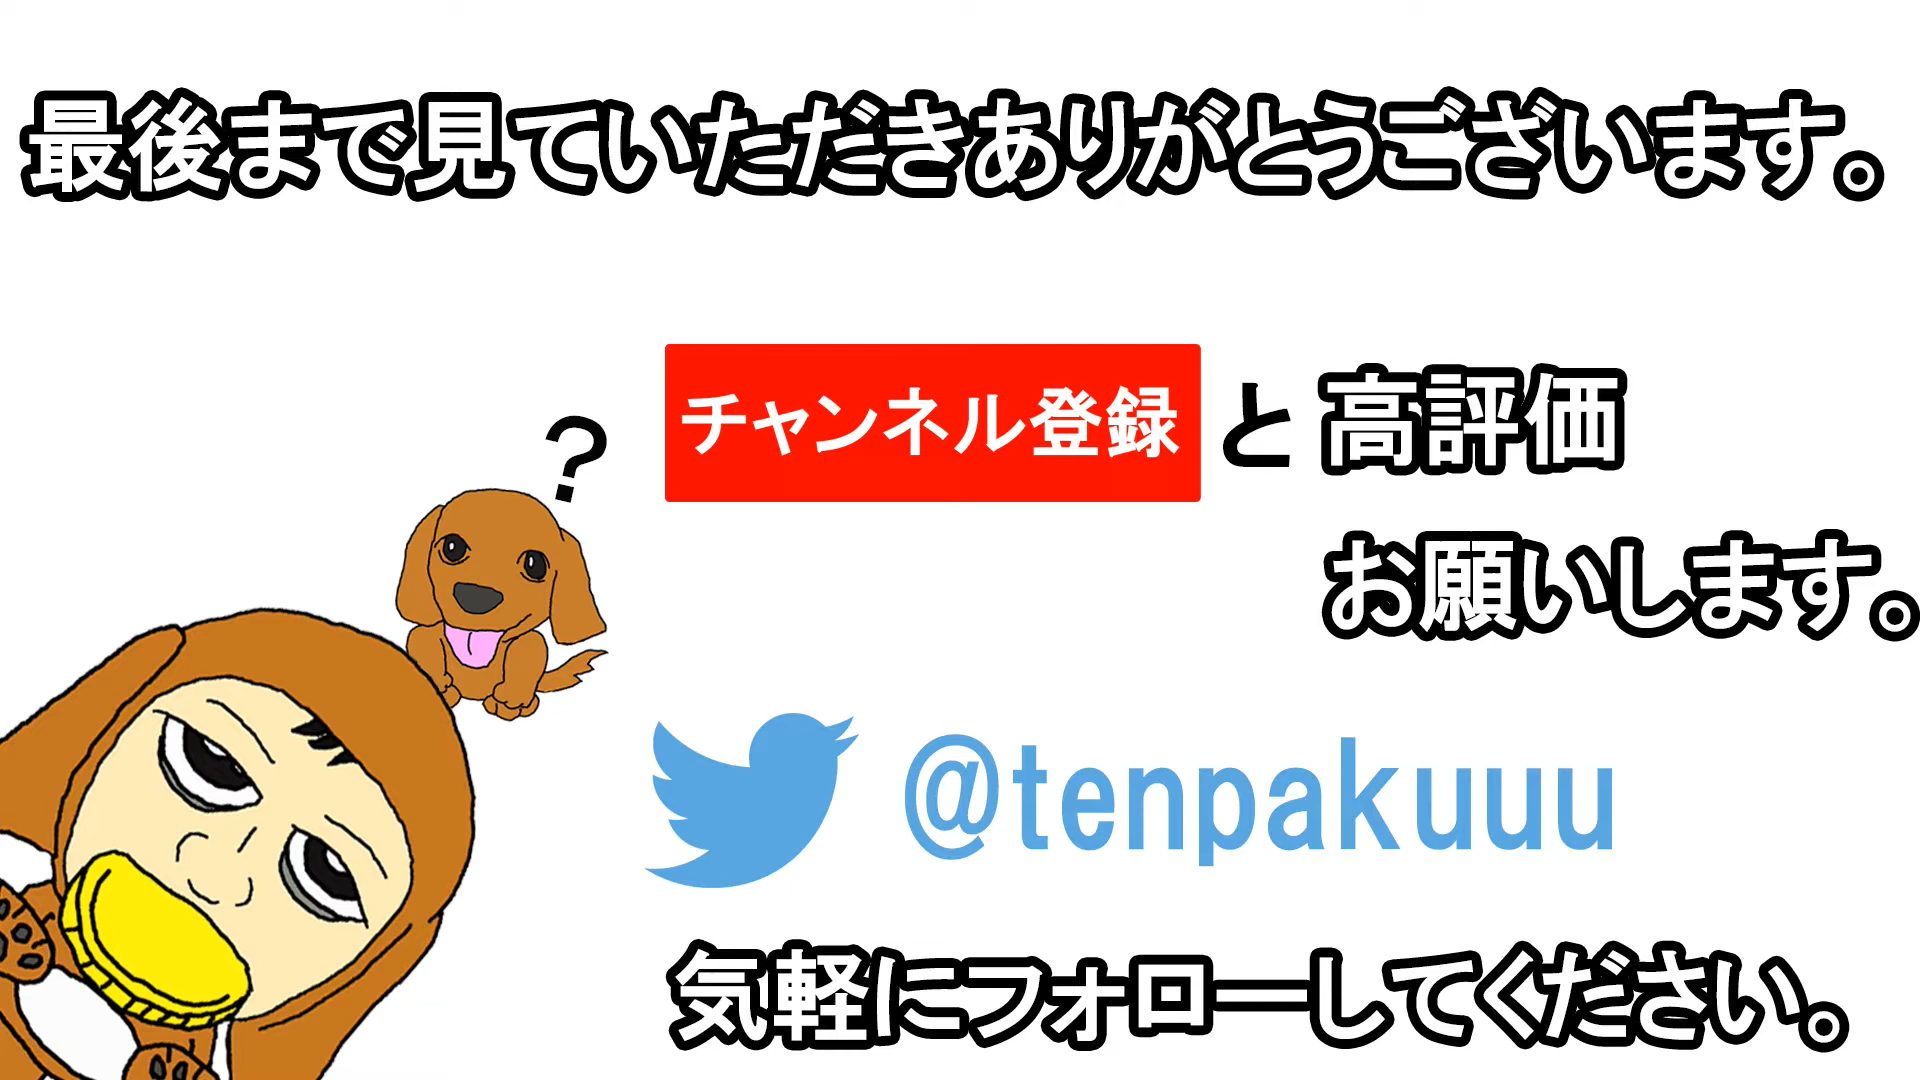 最後まで見ていただきありがとうございます。
チャンネル登録 と 高評価
お願いします。
?
@tenpakuuu
気軽にフォローしてください。